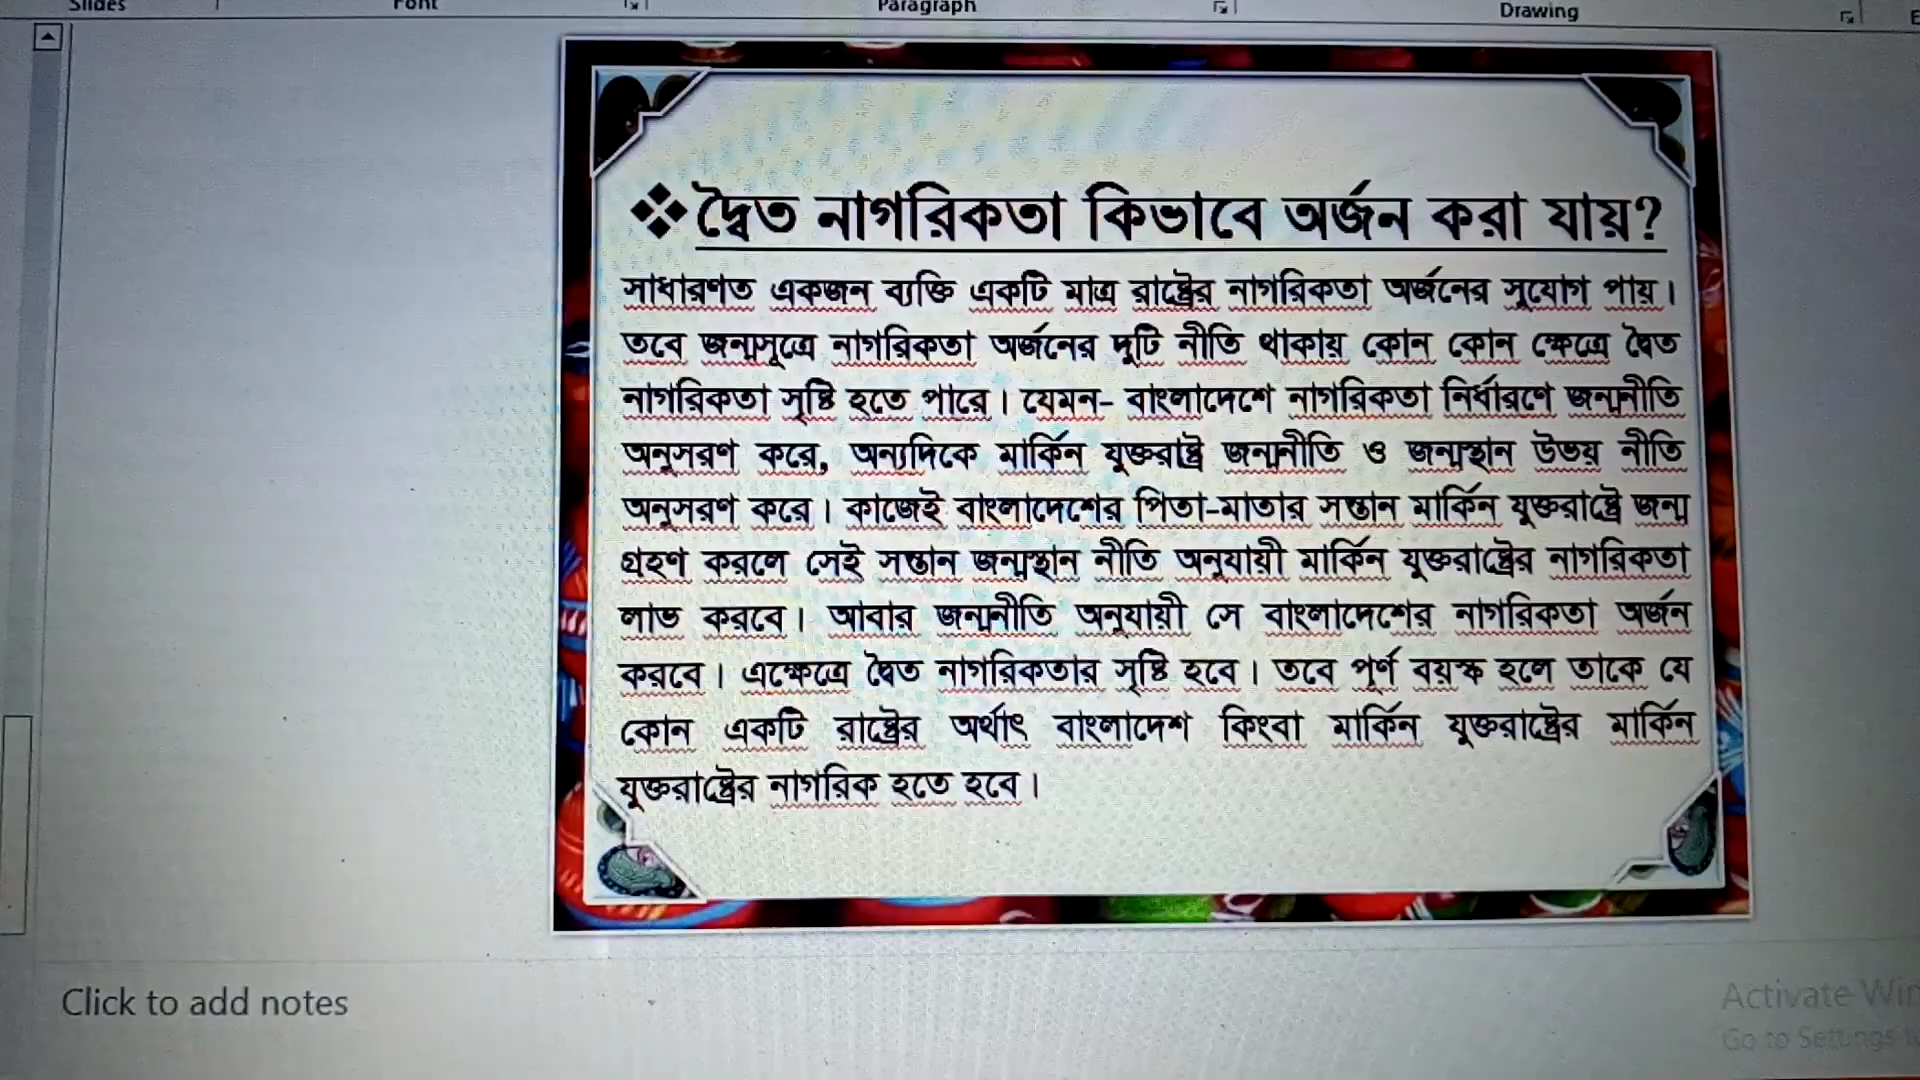 Slides Font Paragraph Drawing
❖দ্বৈত নাগরিকতা কিভাবে অর্জন করা যায়?
সাধারণত একজন ব্যক্তি একটি মাত্র রাষ্ট্রের নাগরিকতা অর্জনের সুযোগ পায়।
তবে জন্মসূত্রে নাগরিকতা অর্জনের দুটি নীতি থাকায় কোন কোন ক্ষেত্রে দ্বৈত
নাগরিকতা সৃষ্টি হতে পারে। যেমন- বাংলাদেশে নাগরিকতা নির্ধারণে জন্মনীতি
অনুসরণ করে, অন্যদিকে মার্কিন যুক্তরাষ্ট্র জন্মনীতি ও জন্মস্থান উভয় নীতি
অনুসরণ করে। কাজেই বাংলাদেশের পিতা-মাতার সন্তান মার্কিন যুক্তরাষ্ট্রে জন্ম
গ্রহণ করলে সেই সন্তান জন্মস্থান নীতি অনুযায়ী মার্কিন যুক্তরাষ্ট্রের নাগরিকতা
লাভ করবে। আবার জন্মনীতি অনুযায়ী সে বাংলাদেশের নাগরিকতা অর্জন
করবে। এক্ষেত্রে দ্বৈত নাগরিকতার সৃষ্টি হবে। তবে পূর্ণ বয়স্ক হলে তাকে যে
কোন একটি রাষ্ট্রের অর্থাৎ বাংলাদেশ কিংবা মার্কিন যুক্তরাষ্ট্রের মার্কিন
যুক্তরাষ্ট্রের নাগরিক হতে হবে।
Click to add notes
Activate Win
Go to Settings t